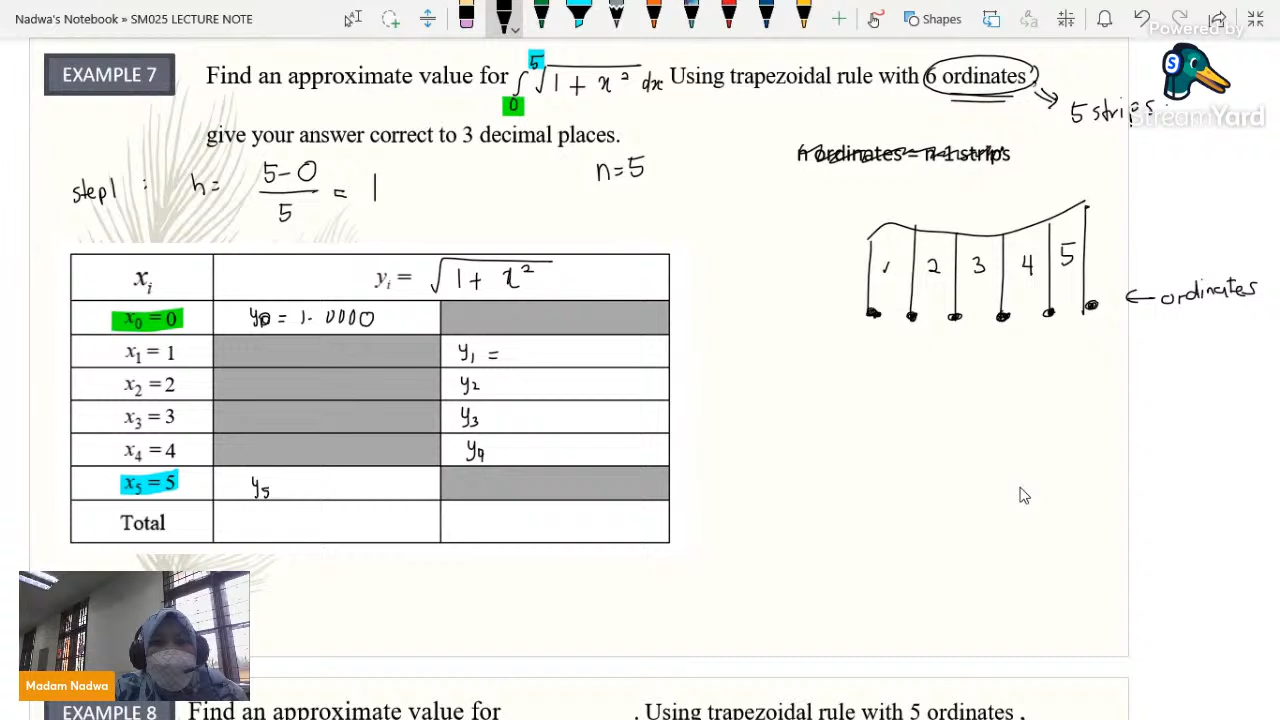 Nadwa's Notebook » SM025 LECTURE NOTE
Shapes
Powered by
StreamYard
EXAMPLE 7
Find an approximate value for ∫₀⁵ √(1 + x²) dx Using trapezoidal rule with 6 ordinates,
5 strips.
give your answer correct to 3 decimal places.
n ordinates = n-1 strips
step1 : h = 5-0 / 5 = 1
n=5
xᵢ yᵢ = √(1 + x²)
x₀ = 0 y₀ = 1.0000
x₁ = 1 y₁ =
x₂ = 2 y₂
x₃ = 3 y₃
x₄ = 4 y₄
x₅ = 5 y₅
Total
1 2 3 4 5
← ordinates
Madam Nadwa
EXAMPLE 8
Find an approximate value for . Using trapezoidal rule with 5 ordinates ,